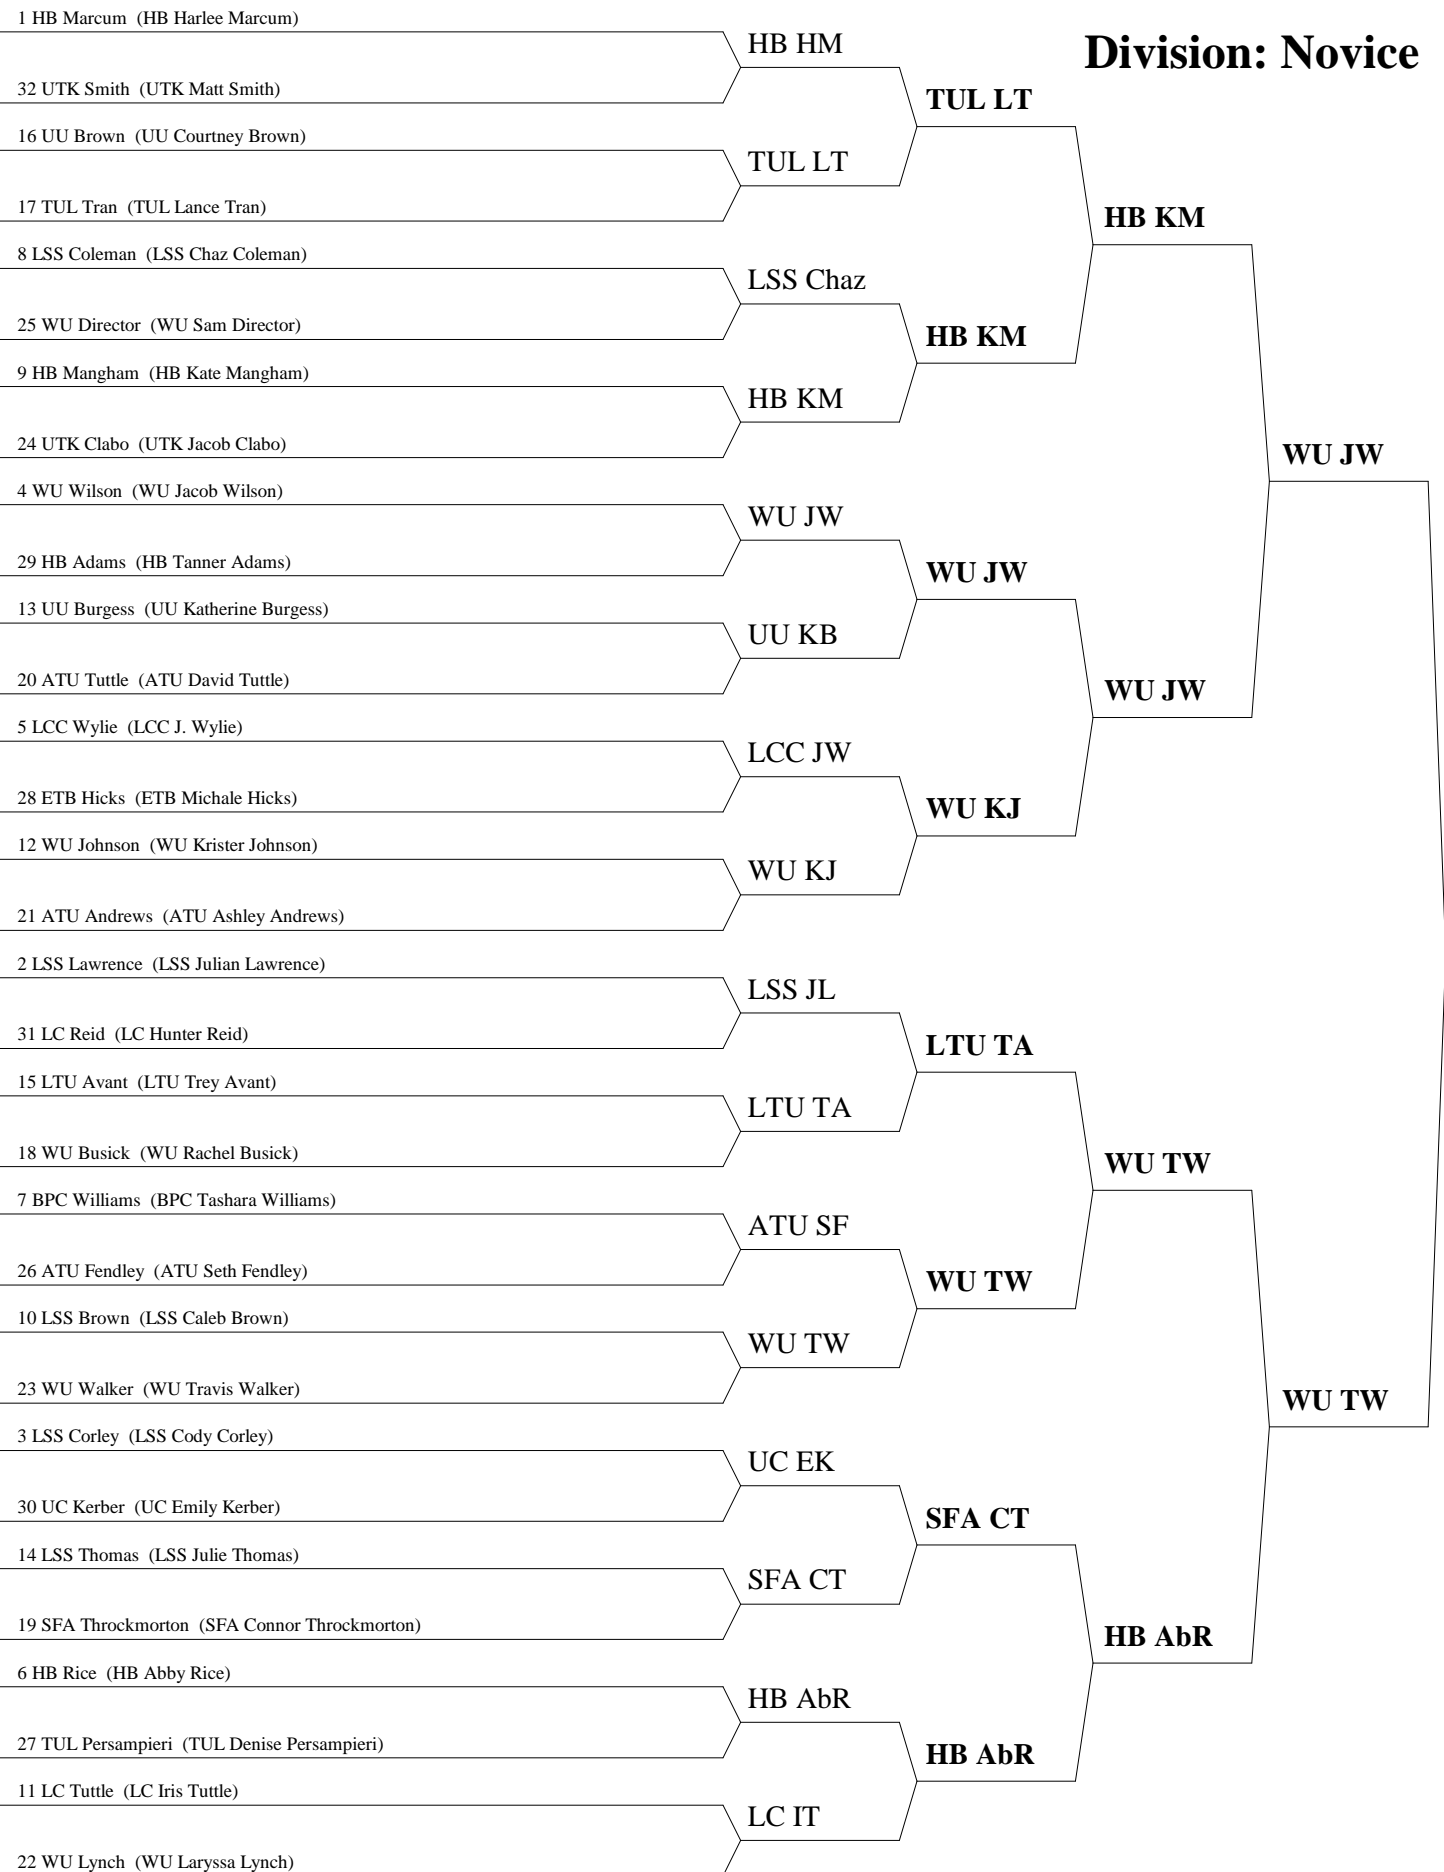 1 HB Marcum (HB Harlee Marcum)
HB HM
Division: Novice
32 UTK Smith (UTK Matt Smith)
TUL LT
16 UU Brown (UU Courtney Brown)
TUL LT
17 TUL Tran (TUL Lance Tran)
HB KM
8 LSS Coleman (LSS Chaz Coleman)
LSS Chaz
25 WU Director (WU Sam Director)
HB KM
9 HB Mangham (HB Kate Mangham)
HB KM
24 UTK Clabo (UTK Jacob Clabo)
WU JW
4 WU Wilson (WU Jacob Wilson)
WU JW
29 HB Adams (HB Tanner Adams)
WU JW
13 UU Burgess (UU Katherine Burgess)
UU KB
20 ATU Tuttle (ATU David Tuttle)
WU JW
5 LCC Wylie (LCC J. Wylie)
LCC JW
28 ETB Hicks (ETB Michale Hicks)
WU KJ
12 WU Johnson (WU Krister Johnson)
WU KJ
21 ATU Andrews (ATU Ashley Andrews)
2 LSS Lawrence (LSS Julian Lawrence)
LSS JL
31 LC Reid (LC Hunter Reid)
LTU TA
15 LTU Avant (LTU Trey Avant)
LTU TA
18 WU Busick (WU Rachel Busick)
WU TW
7 BPC Williams (BPC Tashara Williams)
ATU SF
26 ATU Fendley (ATU Seth Fendley)
WU TW
10 LSS Brown (LSS Caleb Brown)
WU TW
23 WU Walker (WU Travis Walker)
WU TW
3 LSS Corley (LSS Cody Corley)
UC EK
30 UC Kerber (UC Emily Kerber)
SFA CT
14 LSS Thomas (LSS Julie Thomas)
SFA CT
19 SFA Throckmorton (SFA Connor Throckmorton)
HB AbR
6 HB Rice (HB Abby Rice)
HB AbR
27 TUL Persampieri (TUL Denise Persampieri)
HB AbR
11 LC Tuttle (LC Iris Tuttle)
LC IT
22 WU Lynch (WU Laryssa Lynch)